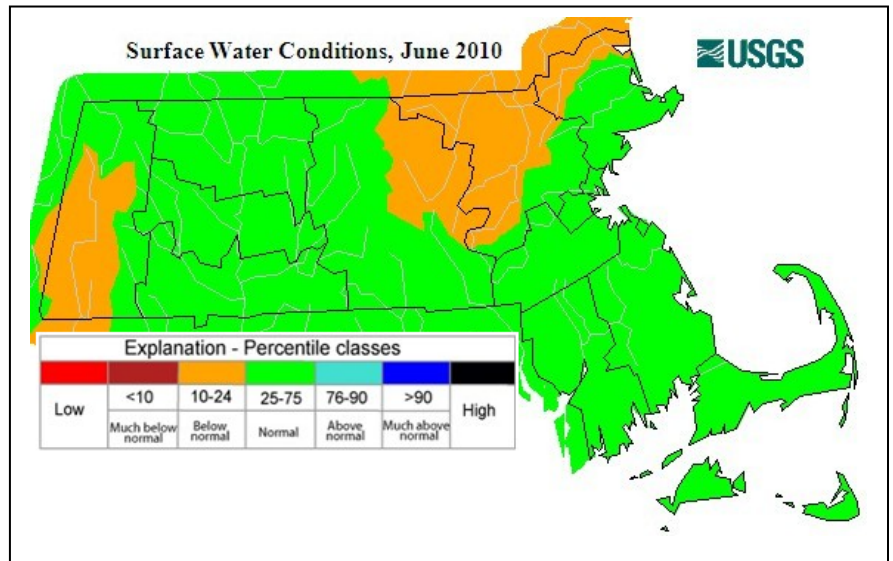 Surface Water Conditions, June 2010
USGS
Explanation - Percentile classes
Low
<10
10-24
25-75
76-90
>90
High
Much below
normal
Below
normal
Normal
Above
normal
Much above
normal